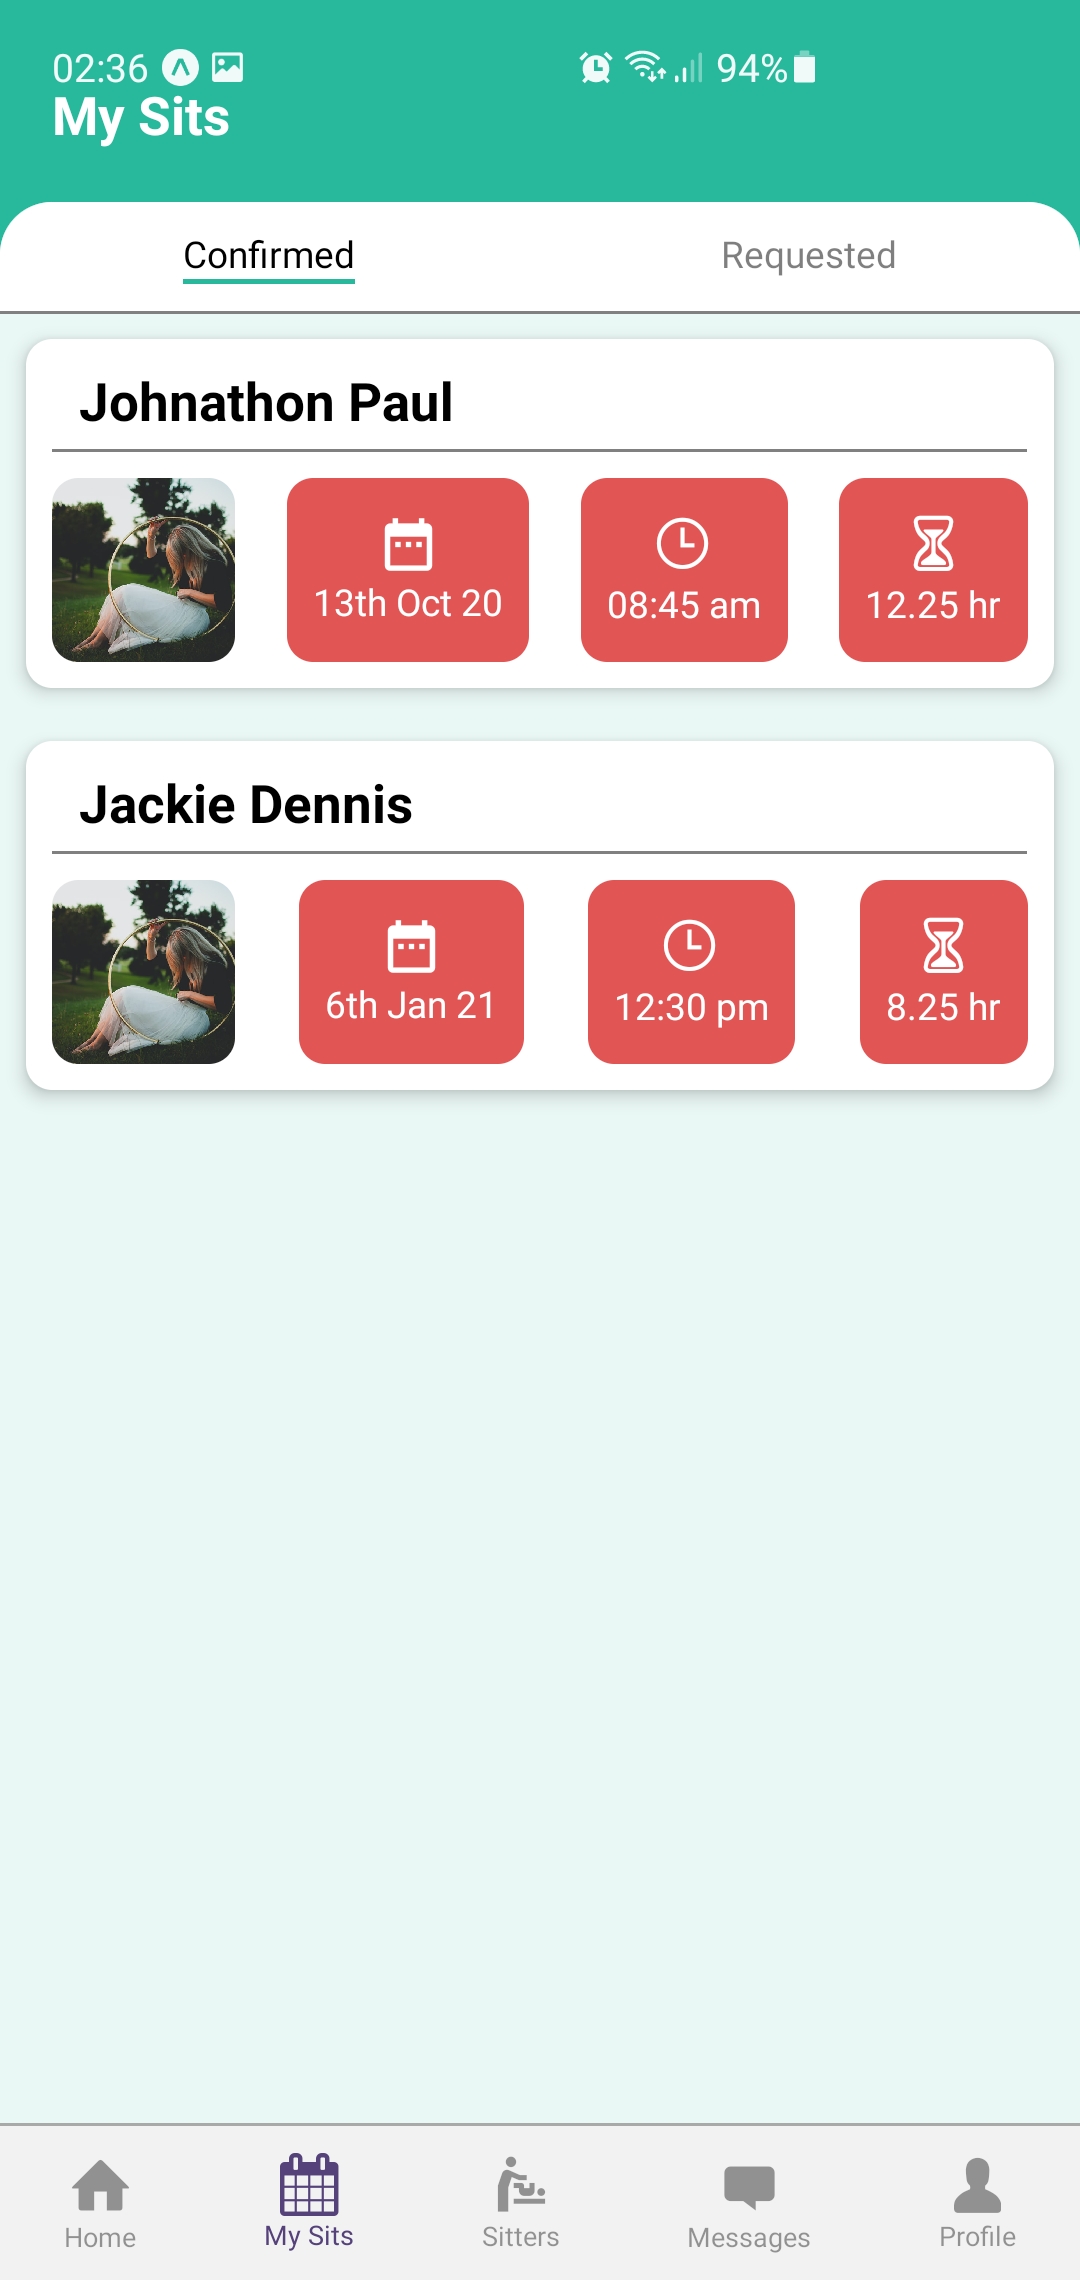 02:36 94%
My Sits
Confirmed Requested
Johnathon Paul
13th Oct 20 08:45 am 12.25 hr
Jackie Dennis
6th Jan 21 12:30 pm 8.25 hr
Home My Sits Sitters Messages Profile